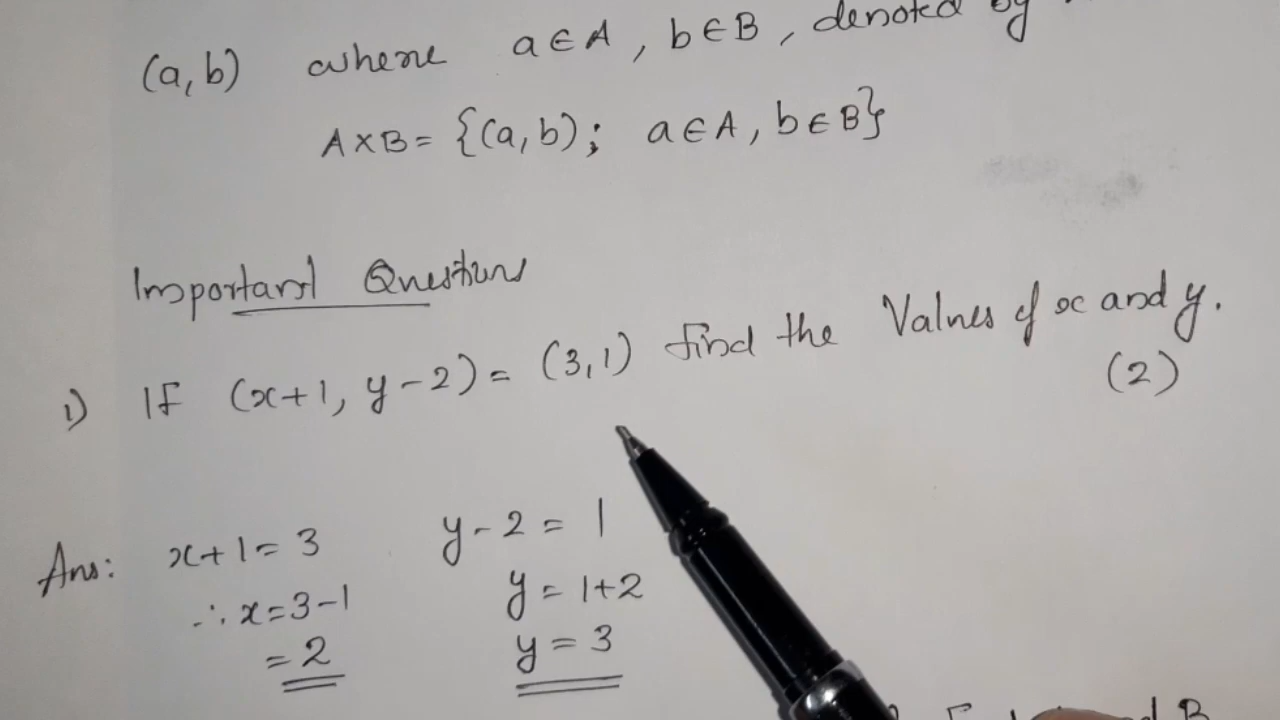 (a, b) where a∈A, b∈B, denoted by
A×B = {(a, b); a∈A, b∈B}
Important Questions
1) If (x+1, y-2) = (3,1) find the Values of x and y.
(2)
Ans: x+1=3 y-2=1
∴ x=3-1 y=1+2
=2 y=3
and B